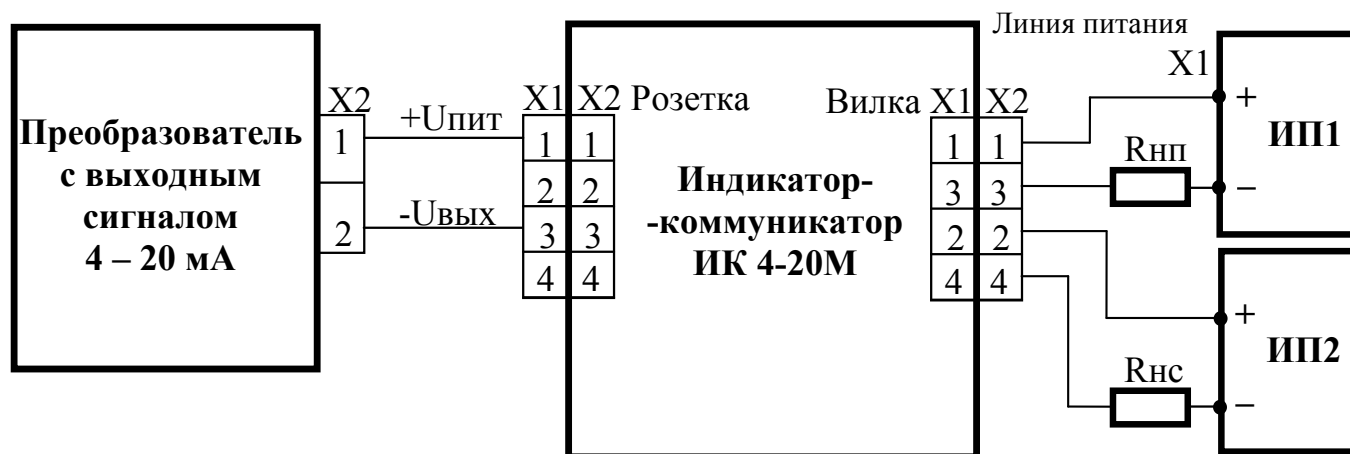 Линия питания
X1
X2
X1
X2
Розетка
Вилка
X1
X2
+
ИП1
−
Преобразователь
с выходным
сигналом
4 – 20 мА
1
2
+Uпит
-Uвых
1
1
2
2
3
3
4
4
Индикатор-
-коммуникатор
ИК 4-20М
1
1
3
3
2
2
4
4
Rнп
+
ИП2
−
Rнс